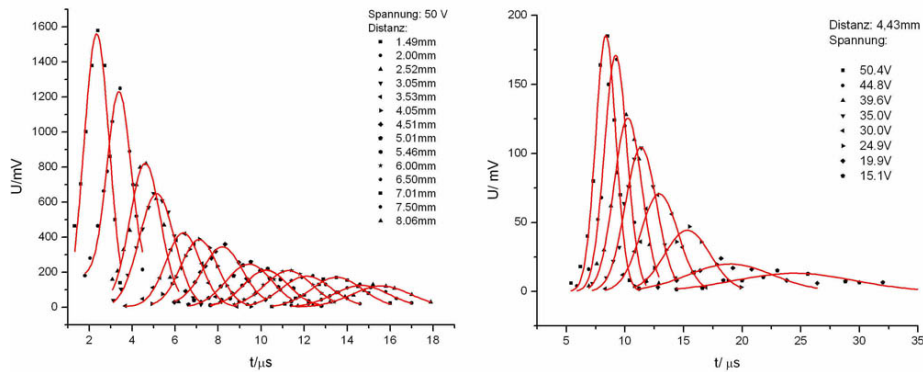 Spannung: 50 V
Distanz:
1.49mm
2.00mm
2.52mm
3.05mm
3.53mm
4.05mm
4.51mm
5.01mm
5.46mm
6.00mm
6.50mm
7.01mm
7.50mm
8.06mm
U/mV
1600
1400
1200
1000
800
600
400
200
0
2 4 6 8 10 12 14 16 18
t/µs
Distanz: 4,43mm
Spannung:
50.4V
44.8V
39.6V
35.0V
30.0V
24.9V
19.9V
15.1V
U/ mV
200
150
100
50
0
5 10 15 20 25 30 35
t/ µs